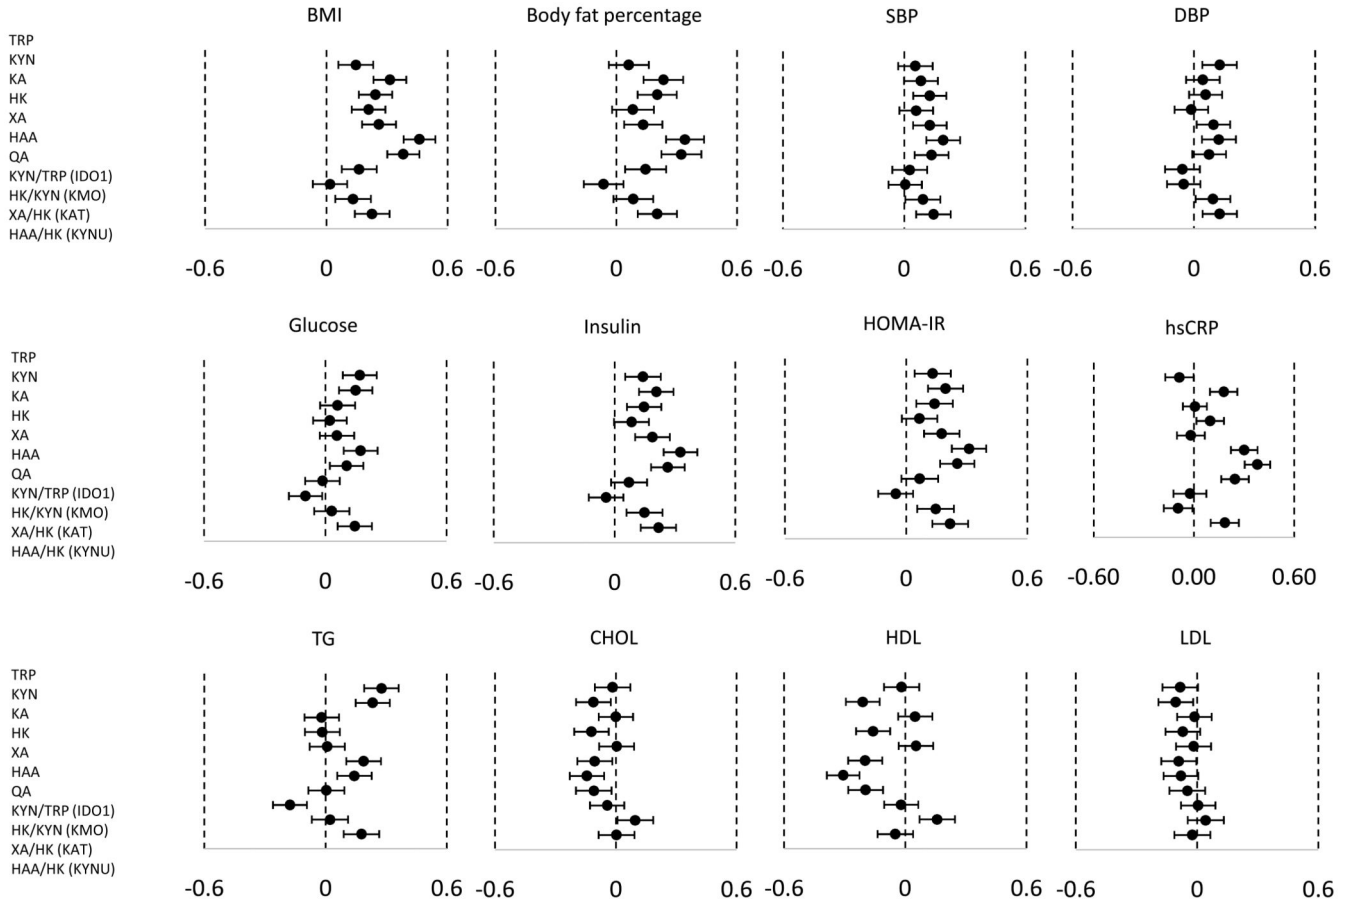 BMI Body fat percentage SBP DBP
TRP
KYN
KA
HK
XA
HAA
QA
KYN/TRP (IDO1)
HK/KYN (KMO)
XA/HK (KAT)
HAA/HK (KYNU)
-0.6 0 0.6 -0.6 0 0.6 -0.6 0 0.6 -0.6 0 0.6
Glucose Insulin HOMA-IR hsCRP
TRP
KYN
KA
HK
XA
HAA
QA
KYN/TRP (IDO1)
HK/KYN (KMO)
XA/HK (KAT)
HAA/HK (KYNU)
-0.6 0 0.6 -0.6 0 0.6 -0.6 0 0.6 -0.60 0.00 0.60
TG CHOL HDL LDL
TRP
KYN
KA
HK
XA
HAA
QA
KYN/TRP (IDO1)
HK/KYN (KMO)
XA/HK (KAT)
HAA/HK (KYNU)
-0.6 0 0.6 -0.6 0 0.6 -0.6 0 0.6 -0.6 0 0.6